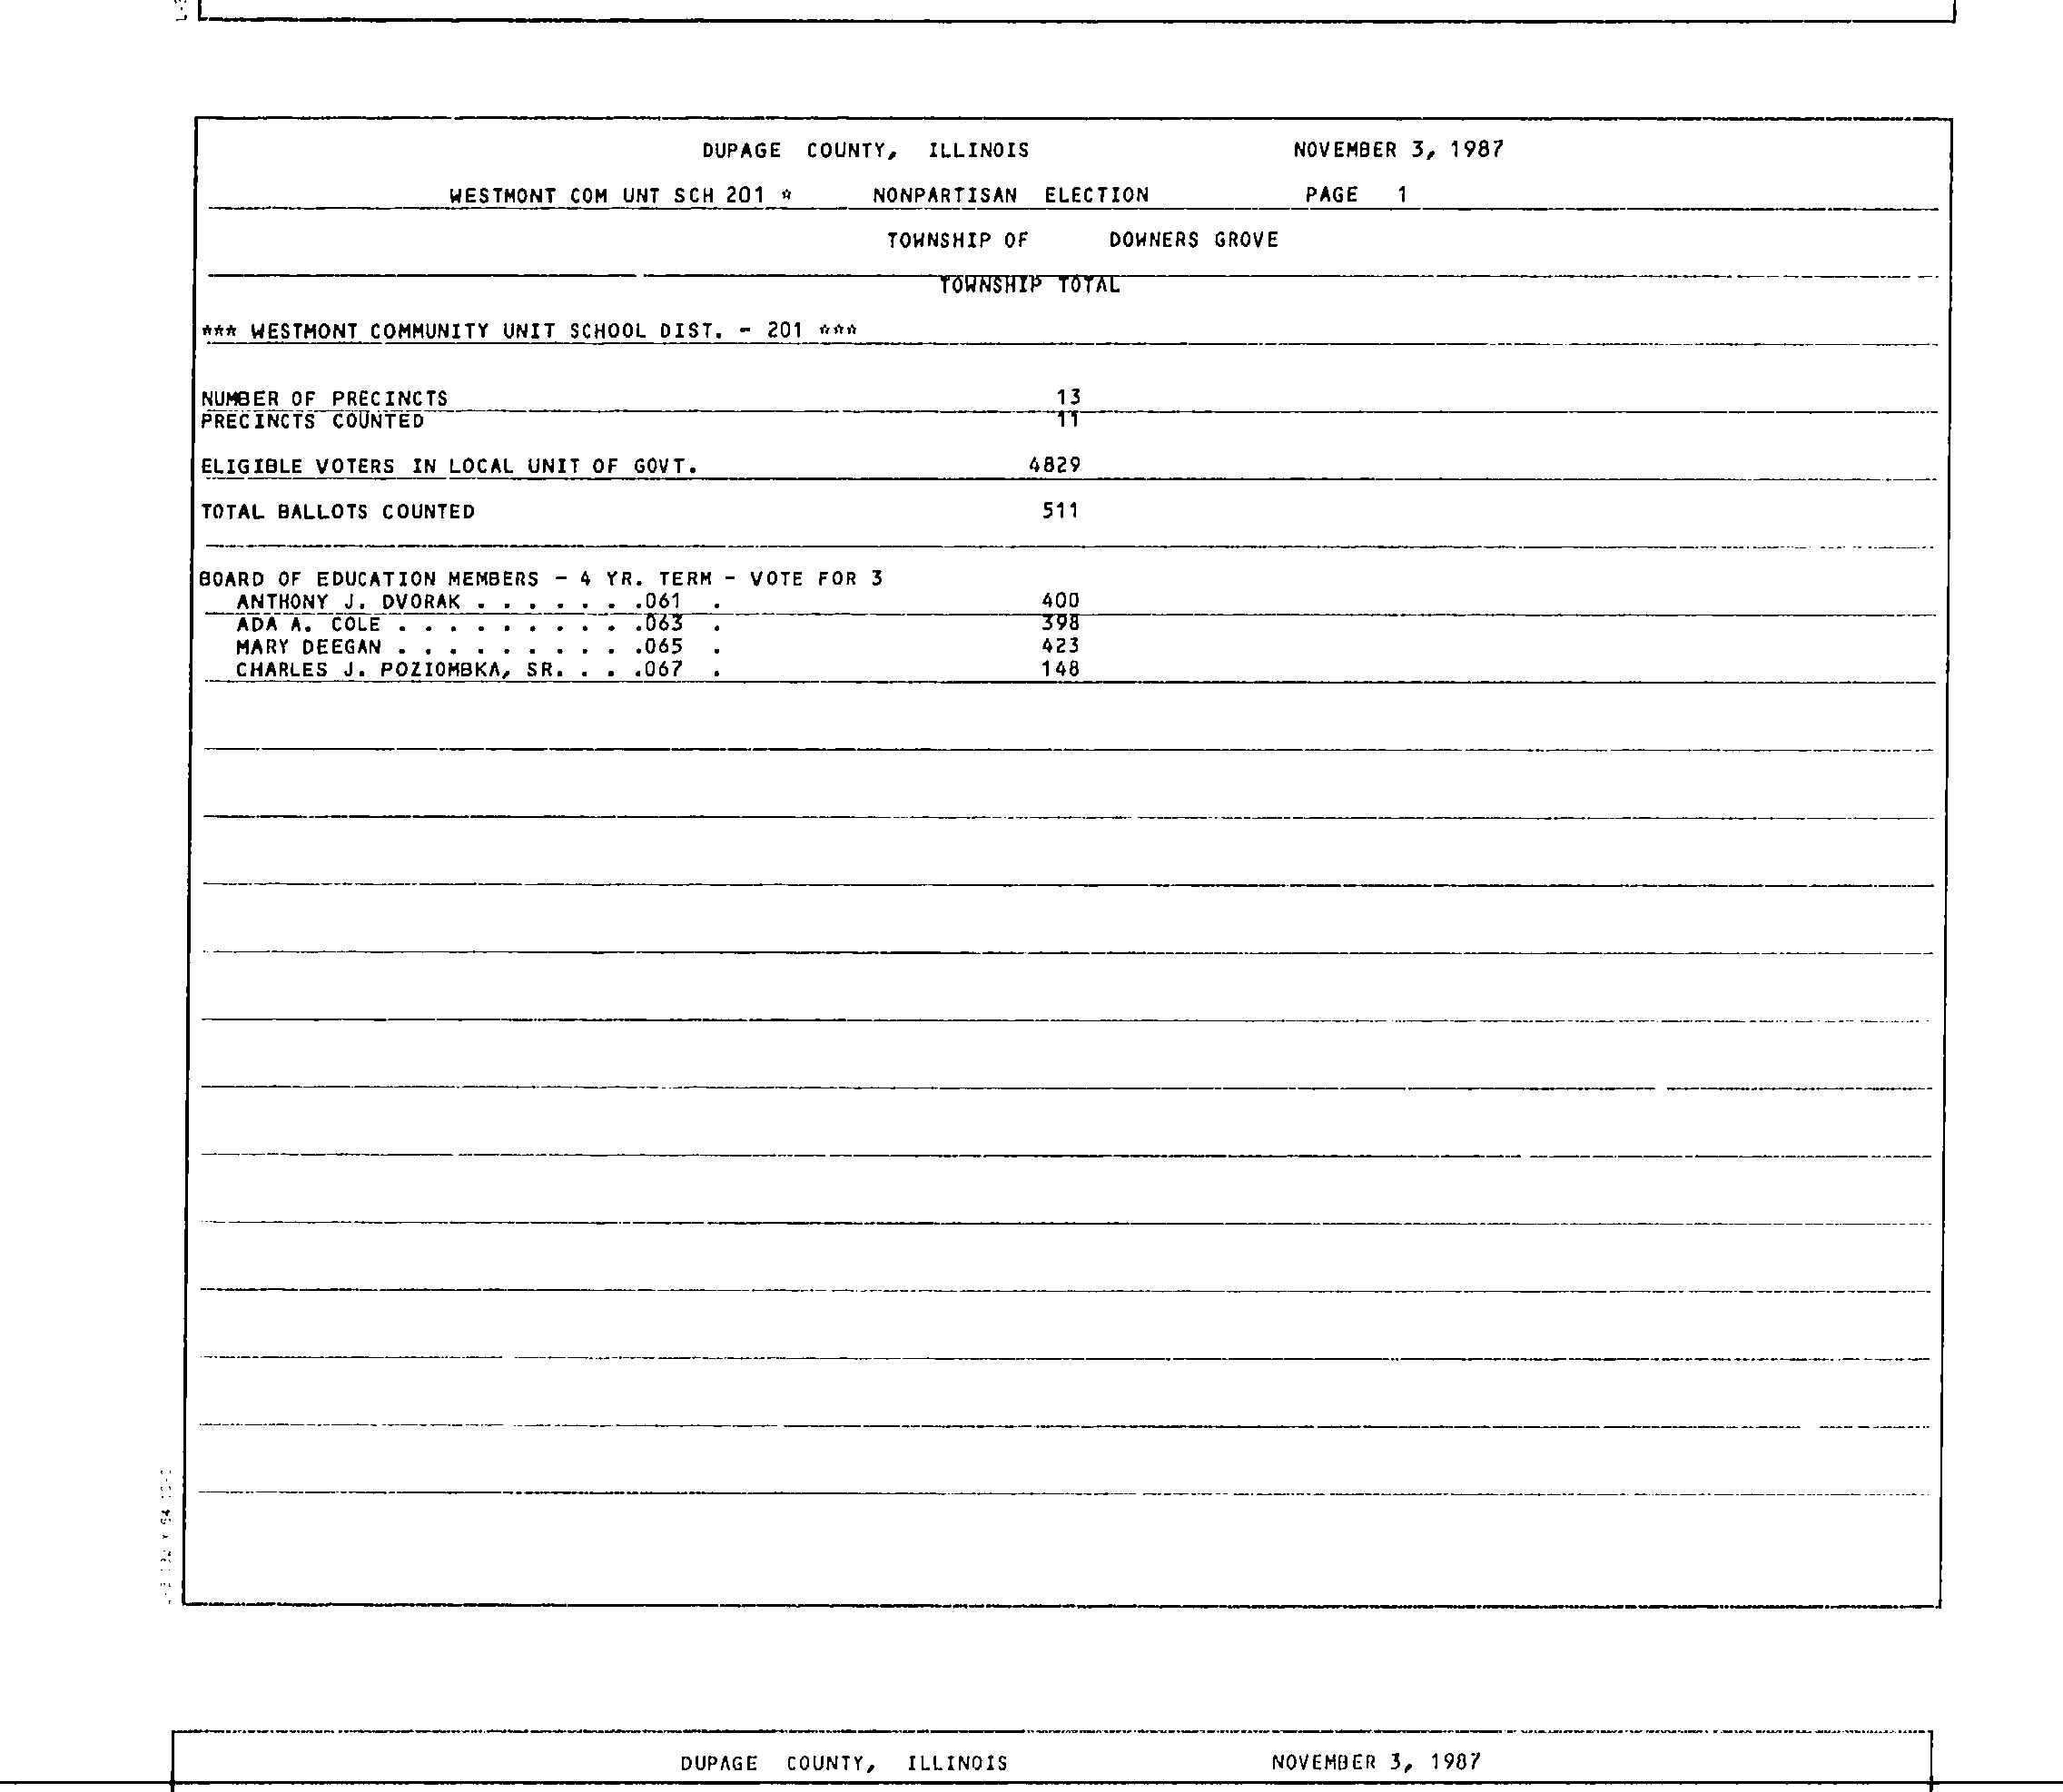 DUPAGE COUNTY, ILLINOIS NOVEMBER 3, 1987
WESTMONT COM UNT SCH 201 * NONPARTISAN ELECTION PAGE 1
TOWNSHIP OF DOWNERS GROVE
TOWNSHIP TOTAL
*** WESTMONT COMMUNITY UNIT SCHOOL DIST. - 201 ***
NUMBER OF PRECINCTS 13
PRECINCTS COUNTED 11
ELIGIBLE VOTERS IN LOCAL UNIT OF GOVT. 4829
TOTAL BALLOTS COUNTED 511
BOARD OF EDUCATION MEMBERS - 4 YR. TERM - VOTE FOR 3
ANTHONY J. DVORAK . . . . . . .061 . 400
ADA A. COLE . . . . . . . . . .063 . 398
MARY DEEGAN . . . . . . . . . .065 . 423
CHARLES J. POZIOMBKA, SR. . . .067 . 148
DUPAGE COUNTY, ILLINOIS NOVEMBER 3, 1987